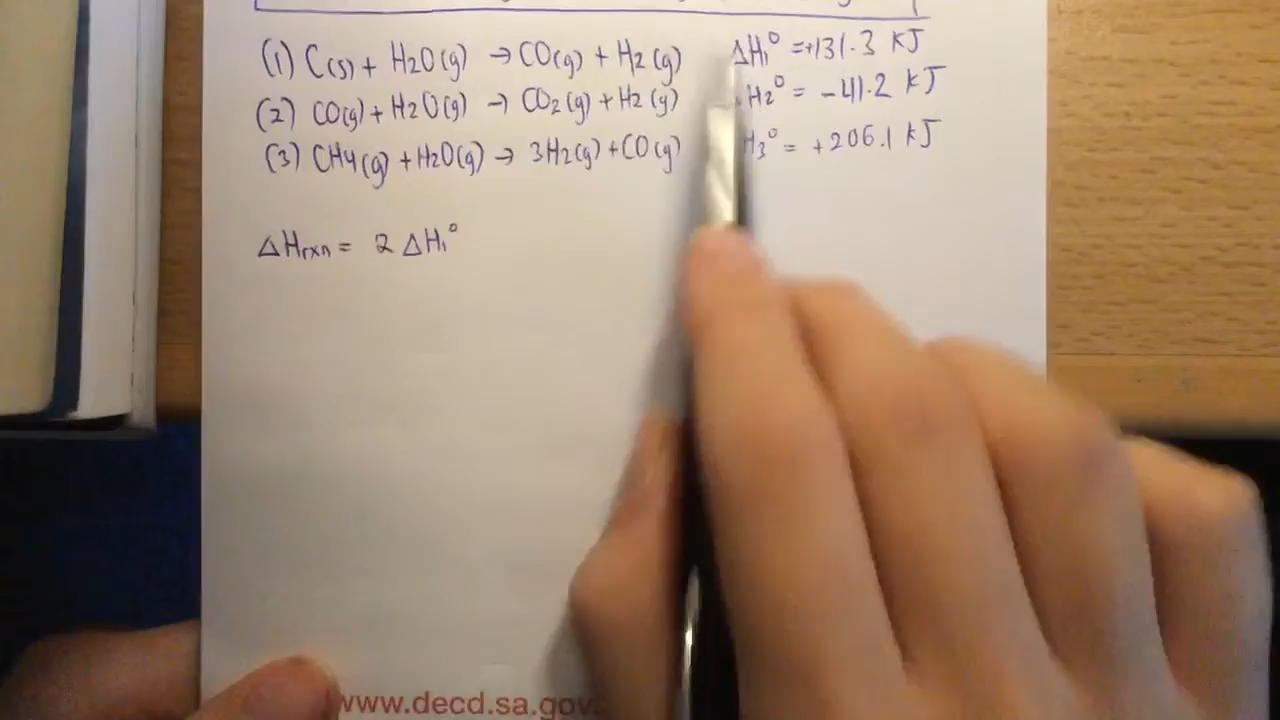 (1) C(s) + H2O(g) → CO(g) + H2(g) ΔH₁° = +131.3 KJ
(2) CO(g) + H2O(g) → CO2(g) + H2(g) H2° = -41.2 KJ
(3) CH4(g) + H2O(g) → 3H2(g) + CO(g) H3° = +206.1 KJ
ΔHrxn = 2 ΔH₁°
www.decd.sa.gov.